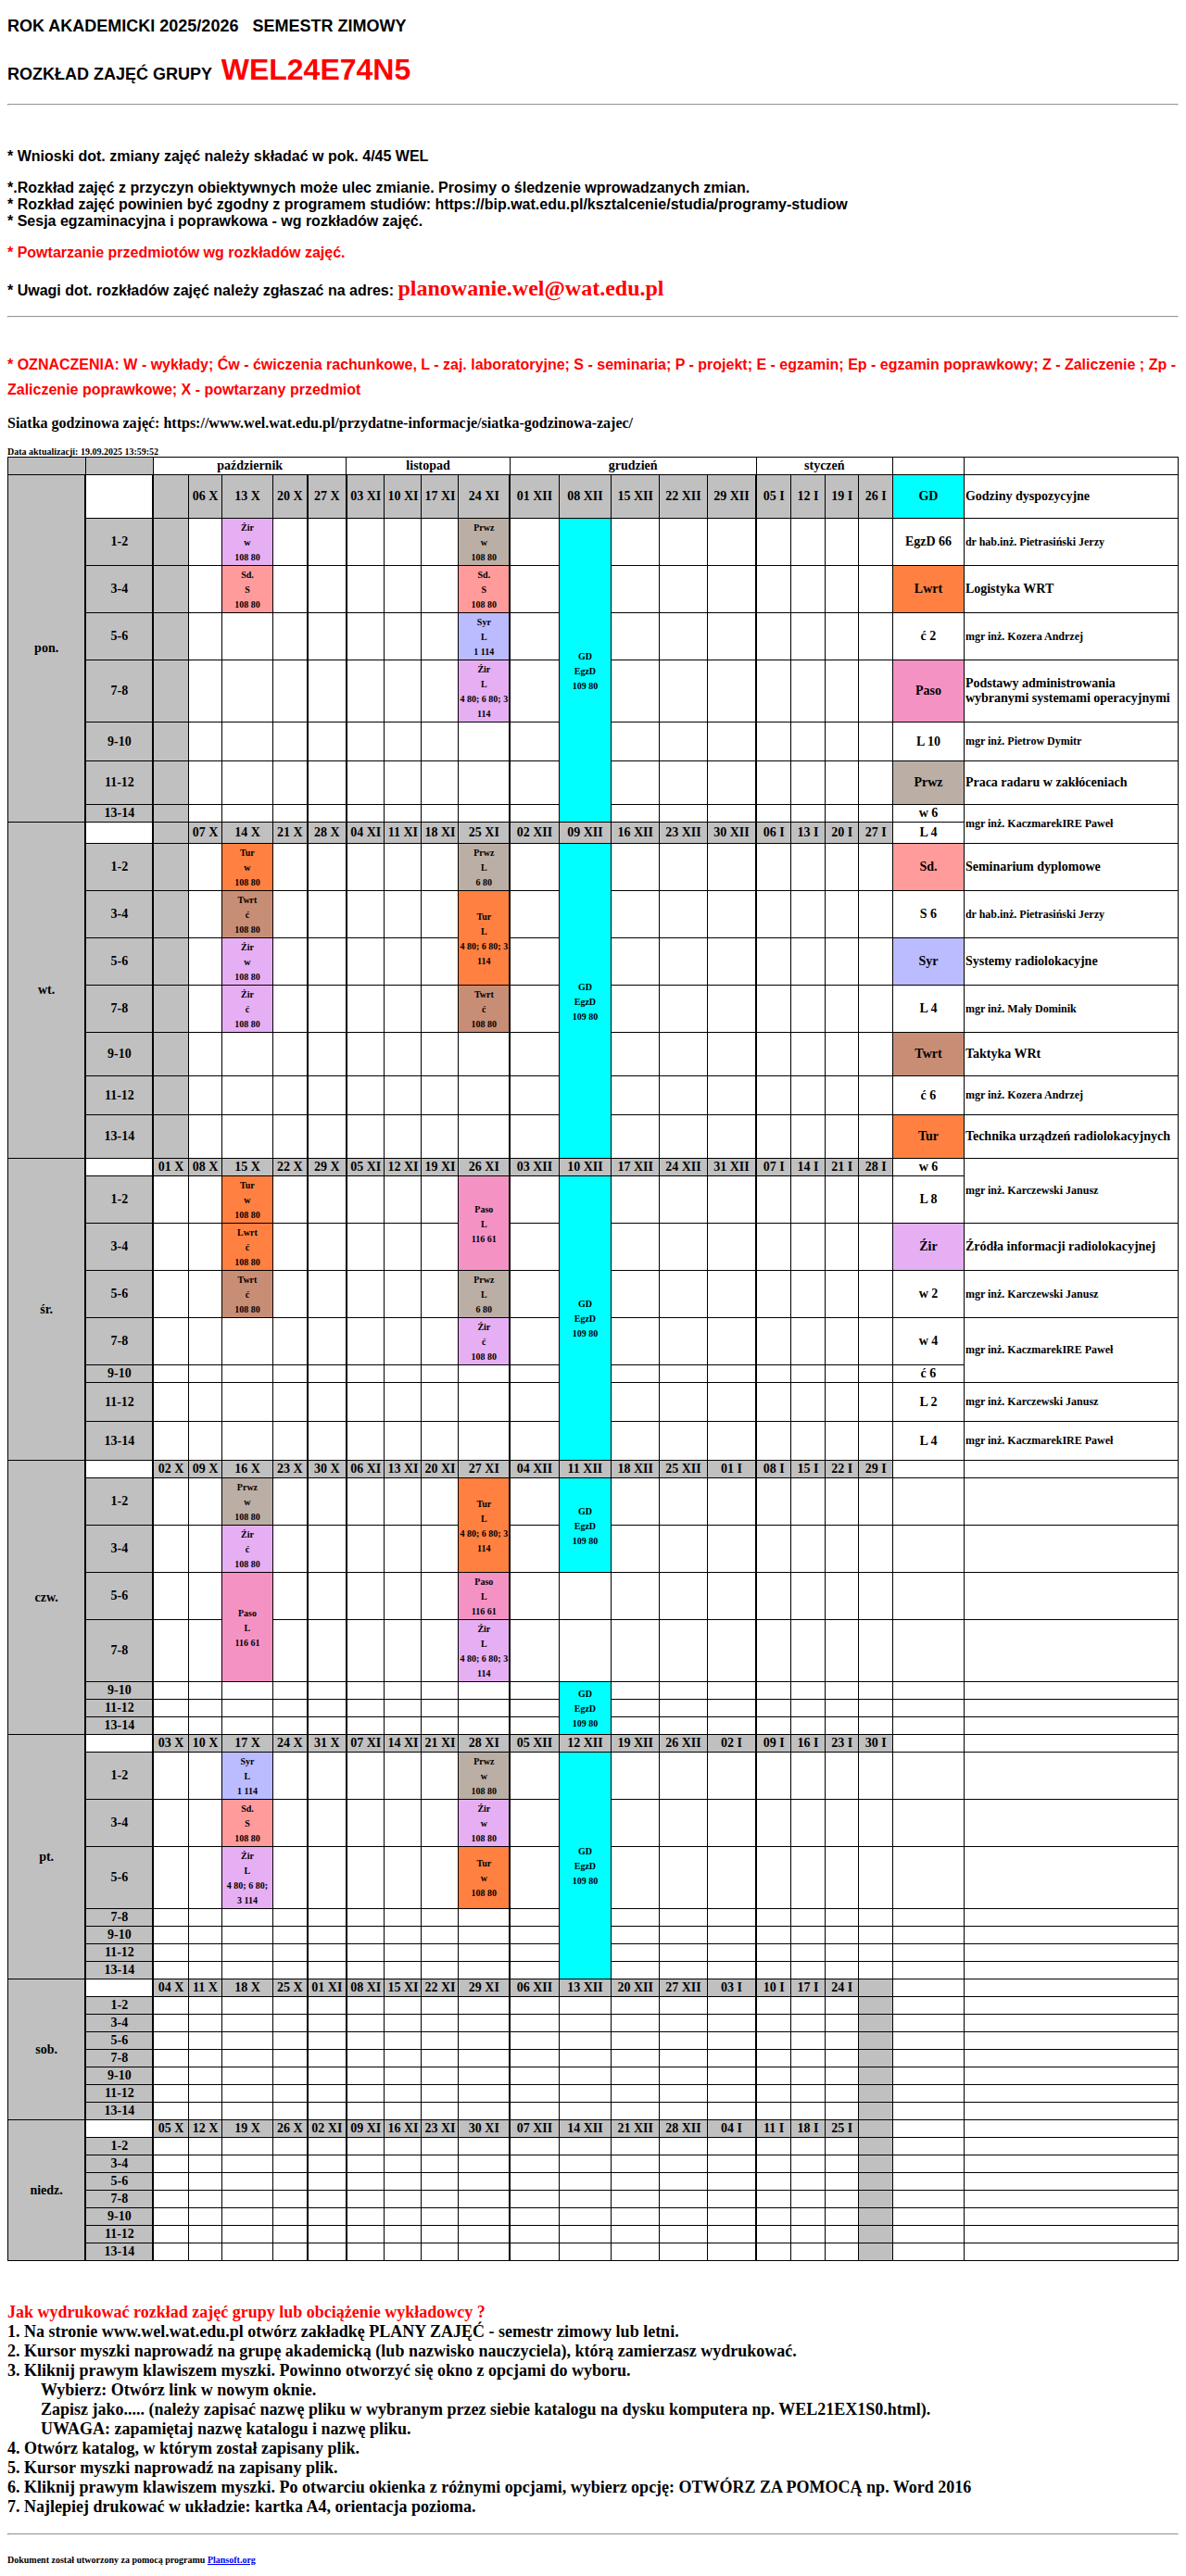 ROK AKADEMICKI 2025/2026   SEMESTR ZIMOWY
ROZKŁAD ZAJĘĆ GRUPY WEL24E74N5
* Wnioski dot. zmiany zajęć należy składać w pok. 4/45 WEL
*.Rozkład zajęć z przyczyn obiektywnych może ulec zmianie. Prosimy o śledzenie wprowadzanych zmian.
* Rozkład zajęć powinien być zgodny z programem studiów: https://bip.wat.edu.pl/ksztalcenie/studia/programy-studiow
* Sesja egzaminacyjna i poprawkowa - wg rozkładów zajęć.
* Powtarzanie przedmiotów wg rozkładów zajęć.
* Uwagi dot. rozkładów zajęć należy zgłaszać na adres: planowanie.wel@wat.edu.pl
* OZNACZENIA: W - wykłady; Ćw - ćwiczenia rachunkowe, L - zaj. laboratoryjne; S - seminaria; P - projekt; E - egzamin; Ep - egzamin poprawkowy; Z - Zaliczenie ; Zp -
Zaliczenie poprawkowe; X - powtarzany przedmiot
Siatka godzinowa zajęć: https://www.wel.wat.edu.pl/przydatne-informacje/siatka-godzinowa-zajec/
Data aktualizacji: 19.09.2025 13:59:52
październik listopad grudzień styczeń
pon. 06 X 13 X 20 X 27 X 03 XI 10 XI 17 XI 24 XI 01 XII 08 XII 15 XII 22 XII 29 XII 05 I 12 I 19 I 26 I GD Godziny dyspozycyjne
1-2 Źir w 108 80 Prwz w 108 80 GD EgzD 109 80 EgzD 66 dr hab.inż. Pietrasiński Jerzy
3-4 Sd. S 108 80 Sd. S 108 80 Lwrt Logistyka WRT
5-6 Syr L 1 114 ć 2 mgr inż. Kozera Andrzej
7-8 Źir L 4 80; 6 80; 3 114 Paso Podstawy administrowania wybranymi systemami operacyjnymi
9-10 L 10 mgr inż. Pietrow Dymitr
11-12 Prwz Praca radaru w zakłóceniach
13-14 w 6 mgr inż. KaczmarekIRE Paweł
wt. 07 X 14 X 21 X 28 X 04 XI 11 XI 18 XI 25 XI 02 XII 09 XII 16 XII 23 XII 30 XII 06 I 13 I 20 I 27 I L 4
1-2 Tur w 108 80 Prwz L 6 80 GD EgzD 109 80 Sd. Seminarium dyplomowe
3-4 Twrt ć 108 80 Tur L 4 80; 6 80; 3 114 S 6 dr hab.inż. Pietrasiński Jerzy
5-6 Źir w 108 80 Syr Systemy radiolokacyjne
7-8 Źir ć 108 80 Twrt ć 108 80 L 4 mgr inż. Mały Dominik
9-10 Twrt Taktyka WRt
11-12 ć 6 mgr inż. Kozera Andrzej
13-14 Tur Technika urządzeń radiolokacyjnych
śr. 01 X 08 X 15 X 22 X 29 X 05 XI 12 XI 19 XI 26 XI 03 XII 10 XII 17 XII 24 XII 31 XII 07 I 14 I 21 I 28 I w 6 mgr inż. Karczewski Janusz
1-2 Tur w 108 80 Paso L 116 61 GD EgzD 109 80 L 8
3-4 Lwrt ć 108 80 Źir Źródła informacji radiolokacyjnej
5-6 Twrt ć 108 80 Prwz L 6 80 w 2 mgr inż. Karczewski Janusz
7-8 Źir ć 108 80 w 4 mgr inż. KaczmarekIRE Paweł
9-10 ć 6
11-12 L 2 mgr inż. Karczewski Janusz
13-14 L 4 mgr inż. KaczmarekIRE Paweł
czw. 02 X 09 X 16 X 23 X 30 X 06 XI 13 XI 20 XI 27 XI 04 XII 11 XII 18 XII 25 XII 01 I 08 I 15 I 22 I 29 I
1-2 Prwz w 108 80 Tur L 4 80; 6 80; 3 114 GD EgzD 109 80
3-4 Źir ć 108 80
5-6 Paso L 116 61 Paso L 116 61
7-8 Źir L 4 80; 6 80; 3 114
9-10 GD EgzD 109 80
11-12
13-14
pt. 03 X 10 X 17 X 24 X 31 X 07 XI 14 XI 21 XI 28 XI 05 XII 12 XII 19 XII 26 XII 02 I 09 I 16 I 23 I 30 I
1-2 Syr L 1 114 Prwz w 108 80 GD EgzD 109 80
3-4 Sd. S 108 80 Źir w 108 80
5-6 Źir L 4 80; 6 80; 3 114 Tur w 108 80
7-8
9-10
11-12
13-14
sob. 04 X 11 X 18 X 25 X 01 XI 08 XI 15 XI 22 XI 29 XI 06 XII 13 XII 20 XII 27 XII 03 I 10 I 17 I 24 I
1-2
3-4
5-6
7-8
9-10
11-12
13-14
niedz. 05 X 12 X 19 X 26 X 02 XI 09 XI 16 XI 23 XI 30 XI 07 XII 14 XII 21 XII 28 XII 04 I 11 I 18 I 25 I
1-2
3-4
5-6
7-8
9-10
11-12
13-14
Jak wydrukować rozkład zajęć grupy lub obciążenie wykładowcy ?
1. Na stronie www.wel.wat.edu.pl otwórz zakładkę PLANY ZAJĘĆ - semestr zimowy lub letni.
2. Kursor myszki naprowadź na grupę akademicką (lub nazwisko nauczyciela), którą zamierzasz wydrukować.
3. Kliknij prawym klawiszem myszki. Powinno otworzyć się okno z opcjami do wyboru.
Wybierz: Otwórz link w nowym oknie.
Zapisz jako..... (należy zapisać nazwę pliku w wybranym przez siebie katalogu na dysku komputera np. WEL21EX1S0.html).
UWAGA: zapamiętaj nazwę katalogu i nazwę pliku.
4. Otwórz katalog, w którym został zapisany plik.
5. Kursor myszki naprowadź na zapisany plik.
6. Kliknij prawym klawiszem myszki. Po otwarciu okienka z różnymi opcjami, wybierz opcję: OTWÓRZ ZA POMOCĄ np. Word 2016
7. Najlepiej drukować w układzie: kartka A4, orientacja pozioma.
Dokument został utworzony za pomocą programu Plansoft.org